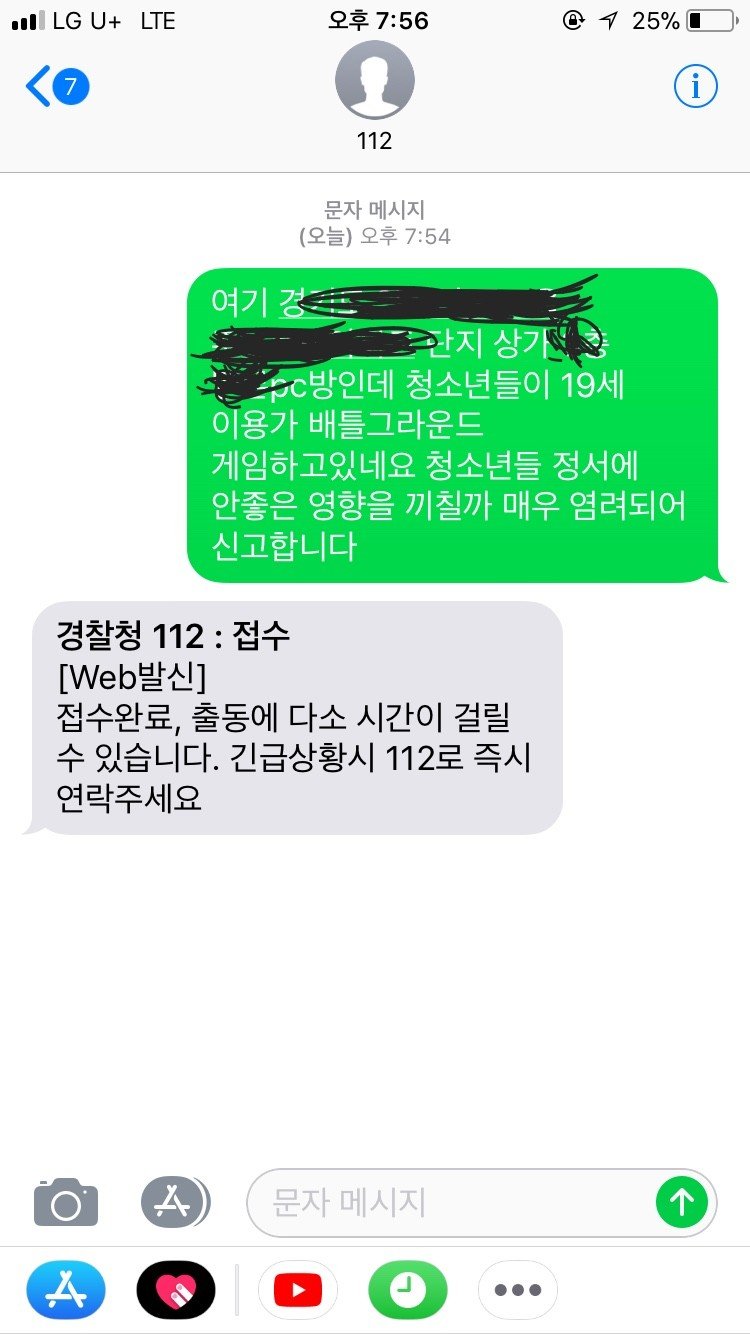 LG U+ LTE 오후 7:56 25%
7
112
문자 메시지
(오늘) 오후 7:54
여기
단지 상가
pc방인데 청소년들이 19세
이용가 배틀그라운드
게임하고있네요 청소년들 정서에
안좋은 영향을 끼칠까 매우 염려되어
신고합니다
경찰청 112 : 접수
[Web발신]
접수완료, 출동에 다소 시간이 걸릴
수 있습니다. 긴급상황시 112로 즉시
연락주세요
문자 메시지